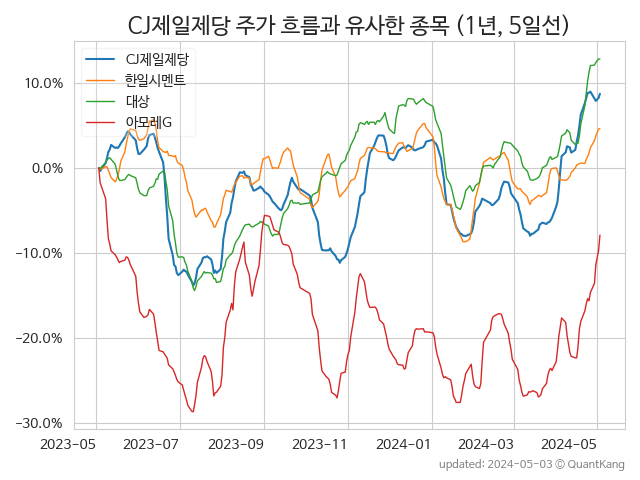 CJ제일제당 주가 흐름과 유사한 종목 (1년, 5일선)
CJ제일제당
한일시멘트
대상
아모레G
10.0%
0.0%
−10.0%
−20.0%
−30.0%
2023-05 2023-07 2023-09 2023-11 2024-01 2024-03 2024-05
updated: 2024-05-03 ⓒ QuantKang